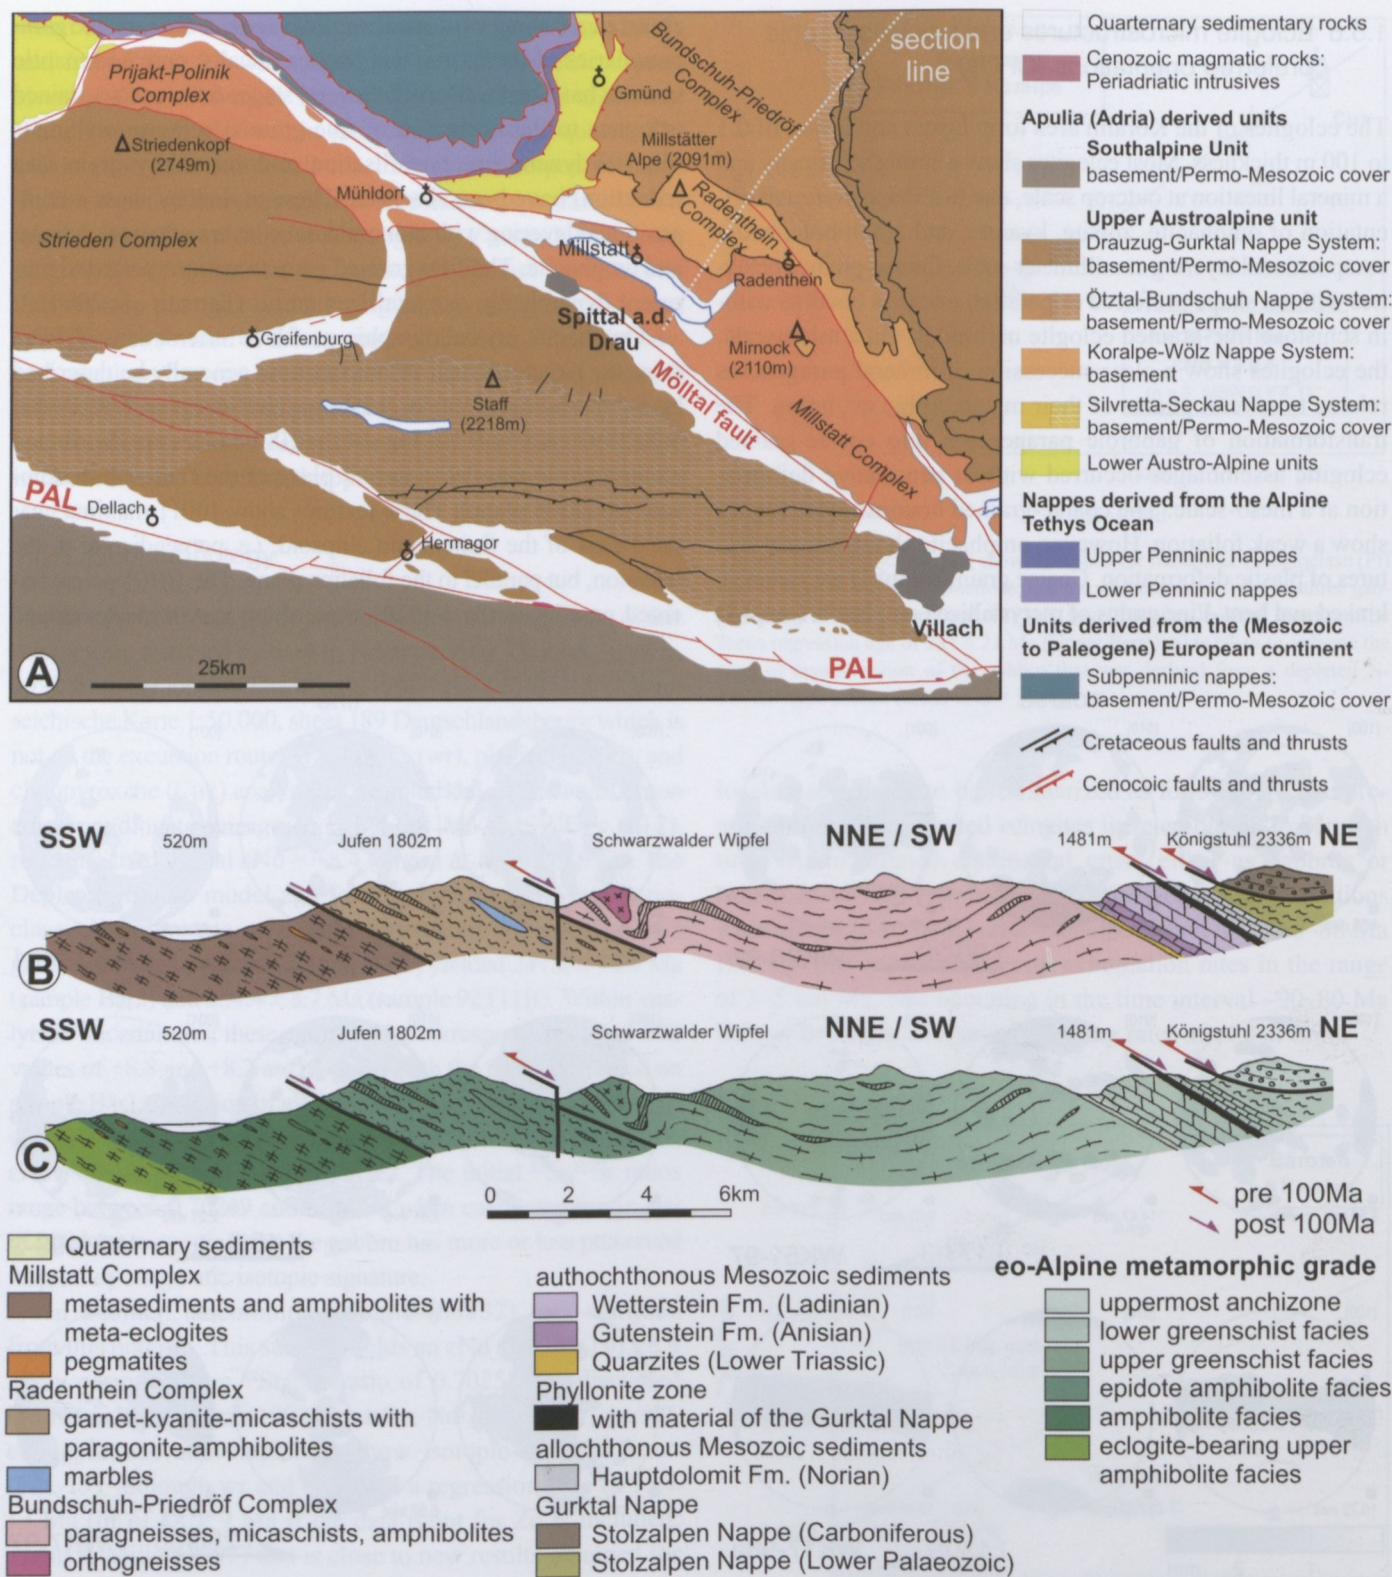 Prijakt-Polinik
Complex
Striedenkopf
(2749m)
Strieden Complex
Mühldorf
Gmünd
Bundschuh-Priedröf
Complex
section
line
Millstätter
Alpe (2091m)
Radenthein
Complex
Millstatt
Radenthein
Spittal a.d.
Drau
Greifenburg
Mirnock
(2110m)
Staff
(2218m)
Mölltal fault
Millstatt Complex
PAL
Dellach
Hermagor
Villach
PAL
25km
A
Quarternary sedimentary rocks
Cenozoic magmatic rocks:
Periadriatic intrusives
Apulia (Adria) derived units
Southalpine Unit
basement/Permo-Mesozoic cover
Upper Austroalpine unit
Drauzug-Gurktal Nappe System:
basement/Permo-Mesozoic cover
Ötztal-Bundschuh Nappe System:
basement/Permo-Mesozoic cover
Koralpe-Wölz Nappe System:
basement
Silvretta-Seckau Nappe System:
basement/Permo-Mesozoic cover
Lower Austro-Alpine units
Nappes derived from the Alpine
Tethys Ocean
Upper Penninic nappes
Lower Penninic nappes
Units derived from the (Mesozoic
to Paleogene) European continent
Subpenninic nappes:
basement/Permo-Mesozoic cover
Cretaceous faults and thrusts
Cenocoic faults and thrusts
SSW 520m Jufen 1802m Schwarzwalder Wipfel NNE / SW 1481m Königstuhl 2336m NE
B
SSW 520m Jufen 1802m Schwarzwalder Wipfel NNE / SW 1481m Königstuhl 2336m NE
C
0 2 4 6km
pre 100Ma
post 100Ma
Quaternary sediments
Millstatt Complex
metasediments and amphibolites with
meta-eclogites
pegmatites
Radenthein Complex
garnet-kyanite-micaschists with
paragonite-amphibolites
marbles
Bundschuh-Priedröf Complex
paragneisses, micaschists, amphibolites
orthogneisses
authochthonous Mesozoic sediments
Wetterstein Fm. (Ladinian)
Gutenstein Fm. (Anisian)
Quarzites (Lower Triassic)
Phyllonite zone
with material of the Gurktal Nappe
allochthonous Mesozoic sediments
Hauptdolomit Fm. (Norian)
Gurktal Nappe
Stolzalpen Nappe (Carboniferous)
Stolzalpen Nappe (Lower Palaeozoic)
eo-Alpine metamorphic grade
uppermost anchizone
lower greenschist facies
upper greenschist facies
epidote amphibolite facies
amphibolite facies
eclogite-bearing upper
amphibolite facies